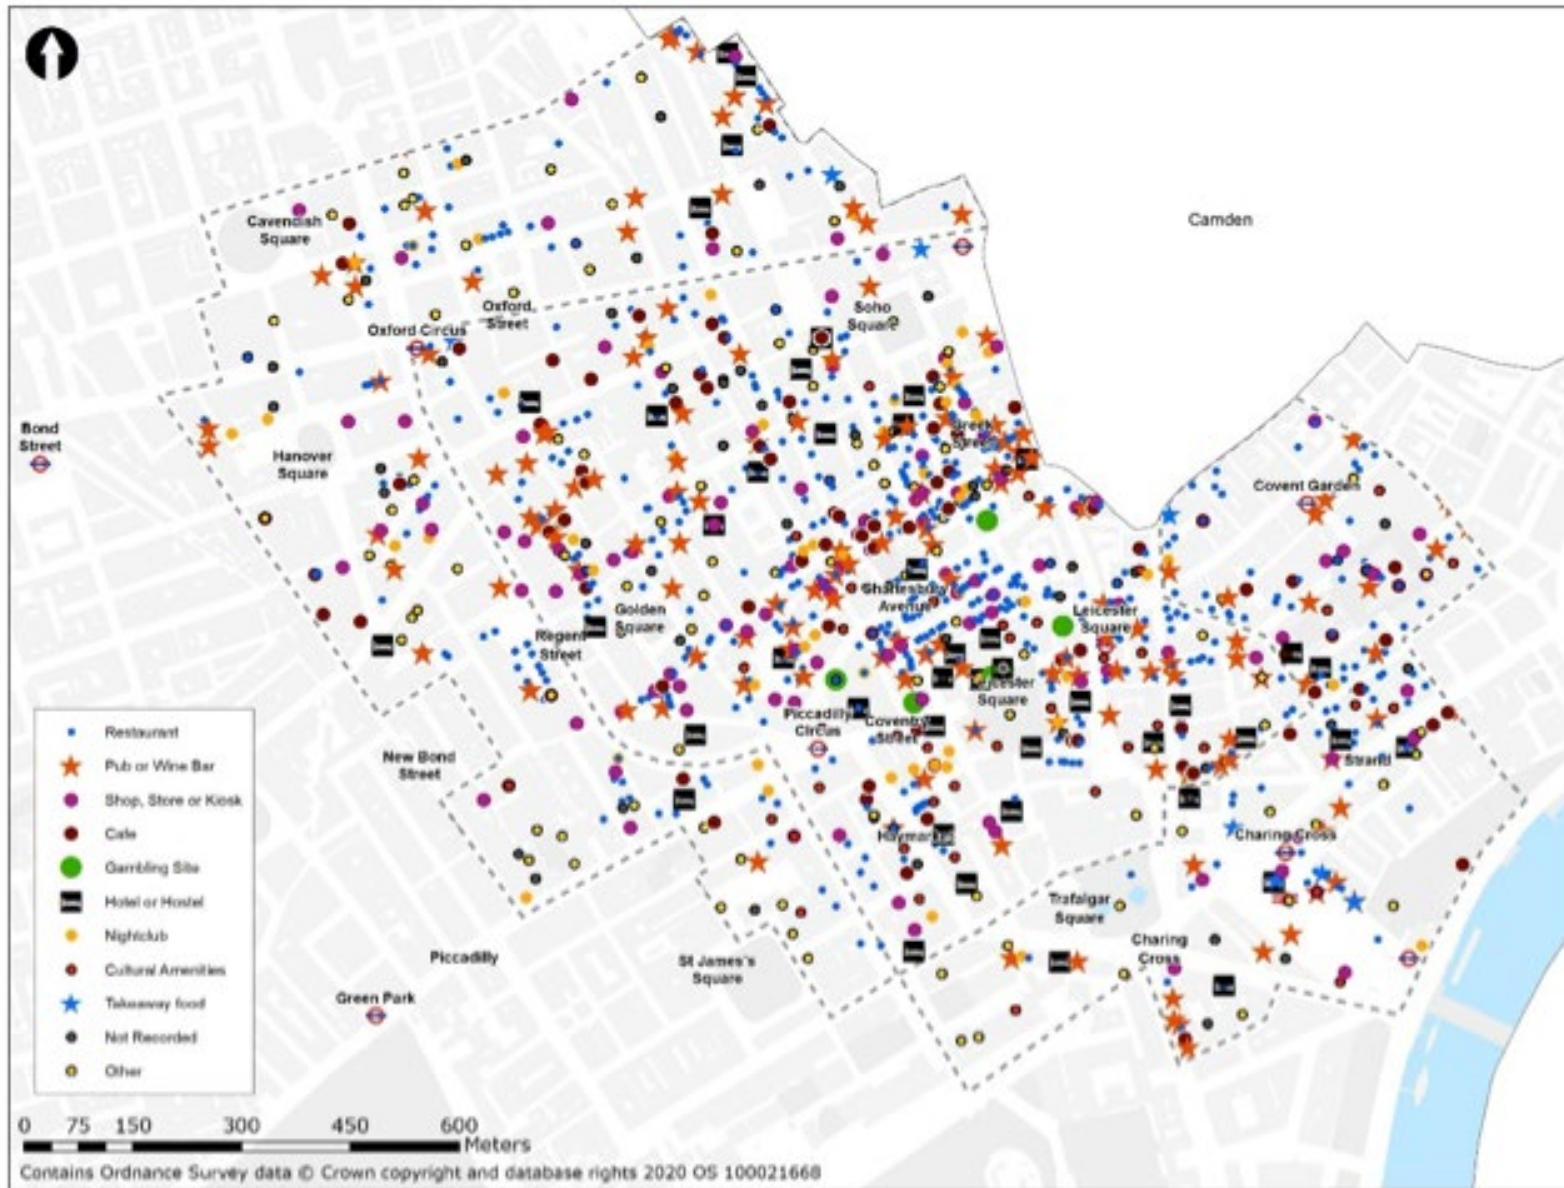 Camden
Cavendish
Square
Oxford
Street
Soho
Square
Oxford Circus
Bond
Street
Hanover
Square
Greek
Street
Covent Garden
Shaftesbury
Avenue
Leicester
Square
Golden
Square
Regent
Street
Leicester
Square
Piccadilly
Circus
Coventry
Street
New Bond
Street
Strand
Haymarket
Charing Cross
Trafalgar
Square
Charing
Cross
Piccadilly
St James's
Square
Green Park
Restaurant
Pub or Wine Bar
Shop, Store or Kiosk
Cafe
Gambling Site
Hotel or Hostel
Nightclub
Cultural Amenities
Takeaway food
Not Recorded
Other
0 75 150 300 450 600
Meters
Contains Ordnance Survey data © Crown copyright and database rights 2020 OS 100021668